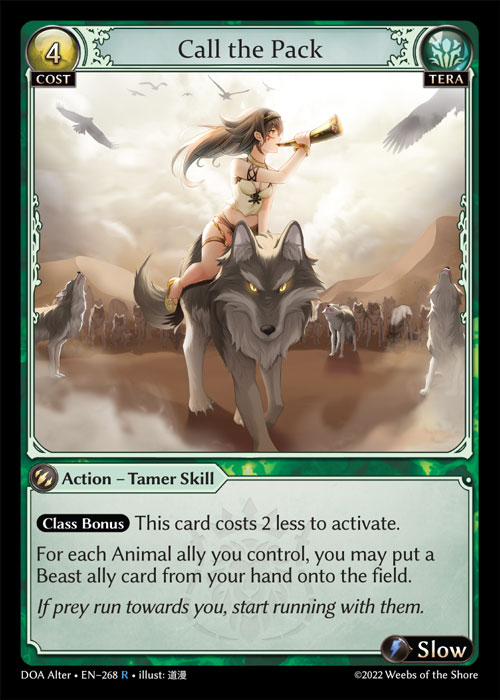 4
Call the Pack
COST
TERA
Action – Tamer Skill
Class Bonus This card costs 2 less to activate.
For each Animal ally you control, you may put a
Beast ally card from your hand onto the field.
If prey run towards you, start running with them.
Slow
DOA Alter • EN–268 R • illust: 道漫
©2022 Weebs of the Shore